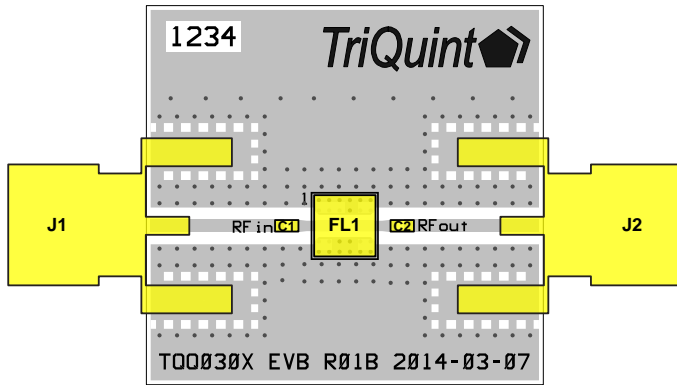 1234
TriQuint
1
J1
RFin
C1
FL1
C2
RFout
J2
TQQ030X EVB R01B 2014-03-07